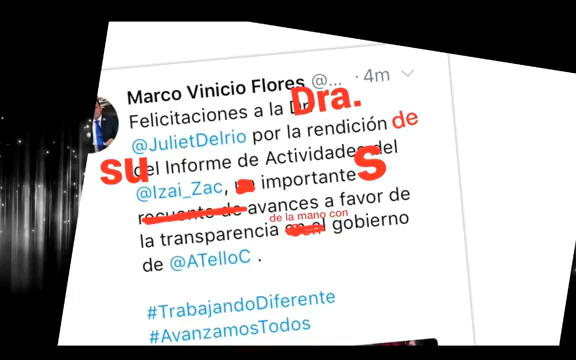 Marco Vinicio Flores @... · 4m
Felicitaciones a la Dr Dra.
@JulietDelrio por la rendición de
su del Informe de Actividades del
@Izai_Zac, importantes
recuento de avances a favor de
de la mano con
la transparencia en el gobierno
de @ATelloC .
#TrabajandoDiferente
#AvanzamosTodos